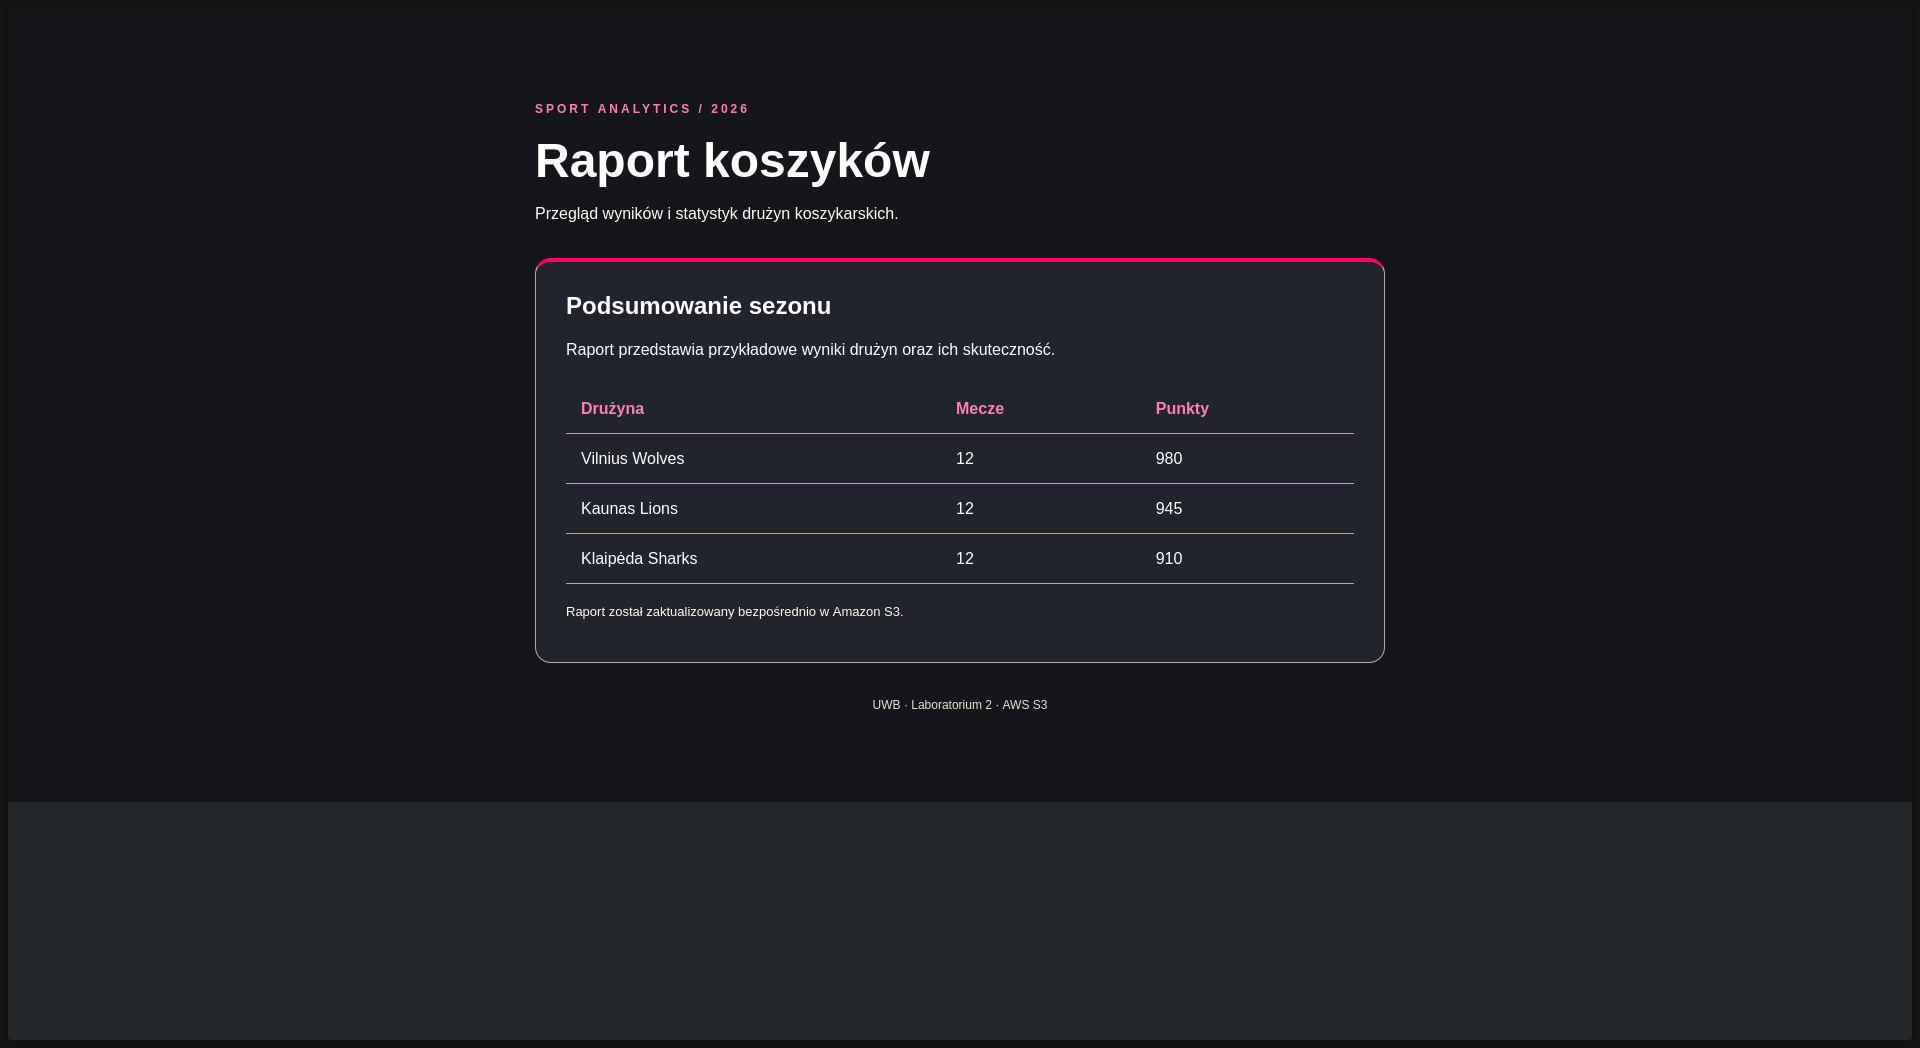 SPORT ANALYTICS / 2026
Raport koszyków
Przegląd wyników i statystyk drużyn koszykarskich.
Podsumowanie sezonu
Raport przedstawia przykładowe wyniki drużyn oraz ich skuteczność.
Drużyna Mecze Punkty
Vilnius Wolves 12 980
Kaunas Lions 12 945
Klaipėda Sharks 12 910
Raport został zaktualizowany bezpośrednio w Amazon S3.
UWB · Laboratorium 2 · AWS S3